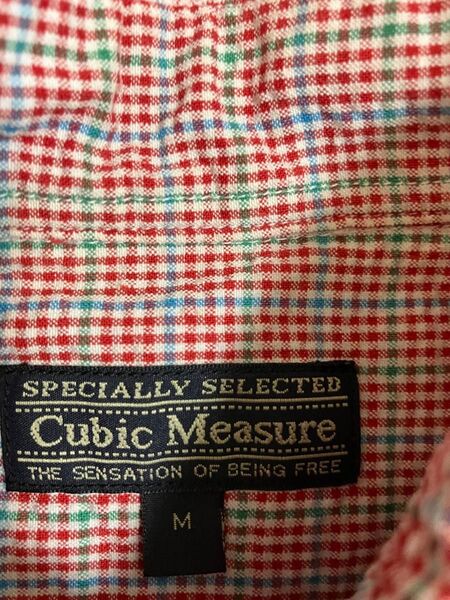 SPECIALLY SELECTED
Cubic Measure
THE SENSATION OF BEING FREE
M